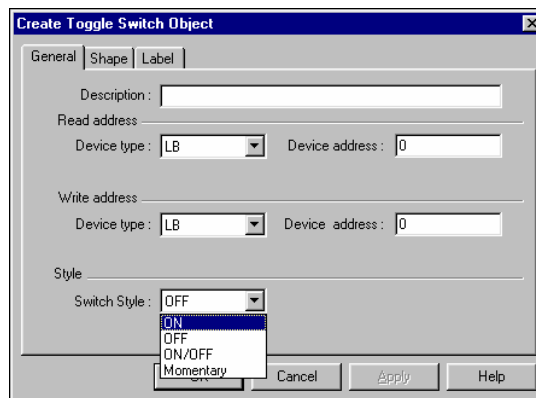 Create Toggle Switch Object
General Shape Label
Description :
Read address
Device type : LB Device address : 0
Write address
Device type : LB Device address : 0
Style
Switch Style : OFF
ON
OFF
ON/OFF
Momentary
Cancel Apply Help